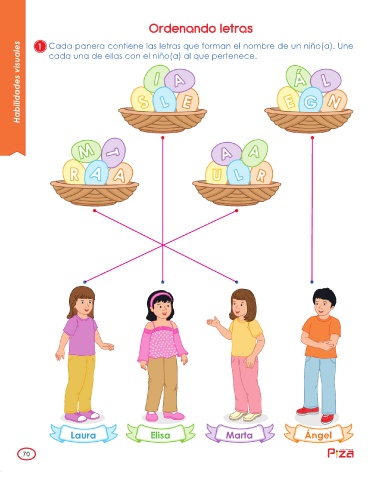 Ordenando letras
Habilidades visuales
1 Cada panera contiene las letras que forman el nombre de un niño(a). Une
cada una de ellas con el niño(a) al que pertenece.
I A
S L E
Á L
E G N
M T
R A A
A A
U L R
Laura Elisa Marta Ángel
70
Piza